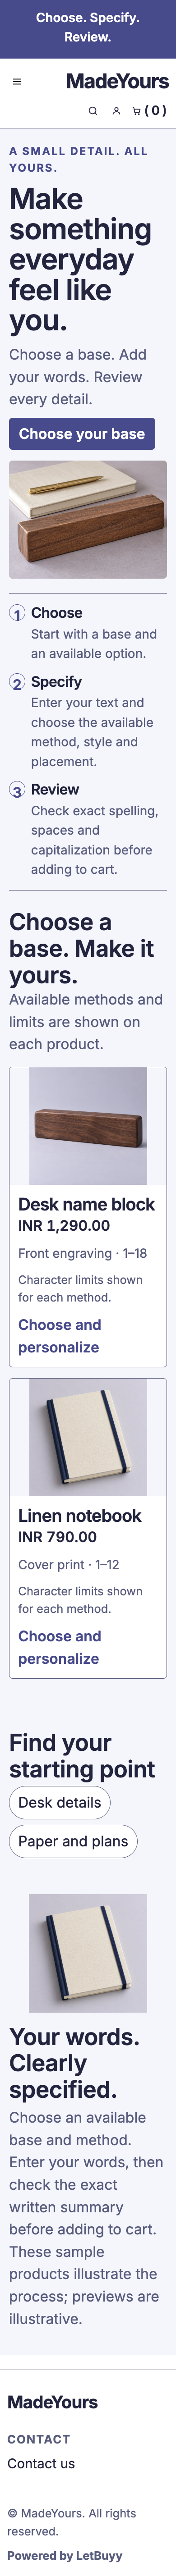 Choose. Specify.
Review.
MadeYours
( 0 )
A SMALL DETAIL. ALL
YOURS.
Make
something
everyday
feel like
you.
Choose a base. Add
your words. Review
every detail.
Choose your base
1
Choose
Start with a base and
an available option.
2
Specify
Enter your text and
choose the available
method, style and
placement.
3
Review
Check exact spelling,
spaces and
capitalization before
adding to cart.
Choose a
base. Make it
yours.
Available methods and
limits are shown on
each product.
Desk name block
INR 1,290.00
Front engraving · 1–18
Character limits shown
for each method.
Choose and
personalize
Linen notebook
INR 790.00
Cover print · 1–12
Character limits shown
for each method.
Choose and
personalize
Find your
starting point
Desk details
Paper and plans
Your words.
Clearly
specified.
Choose an available
base and method.
Enter your words, then
check the exact
written summary
before adding to cart.
These sample
products illustrate the
process; previews are
illustrative.
MadeYours
CONTACT
Contact us
© MadeYours. All rights
reserved.
Powered by LetBuyy